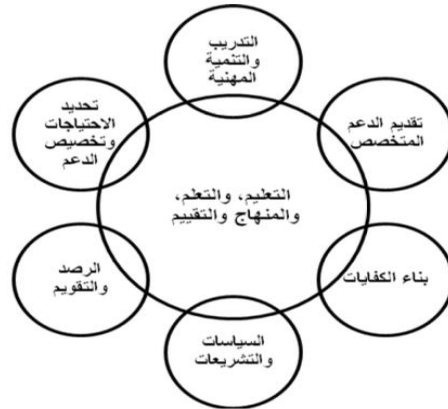 التدريب
والتنمية
المهنية
تقديم الدعم
المتخصص
تحديد
الاحتياجات
وتخصيص
الدعم
التعليم، والتعلم،
والمنهاج والتقييم
بناء الكفايات
الرصد
والتقويم
السياسات
والتشريعات